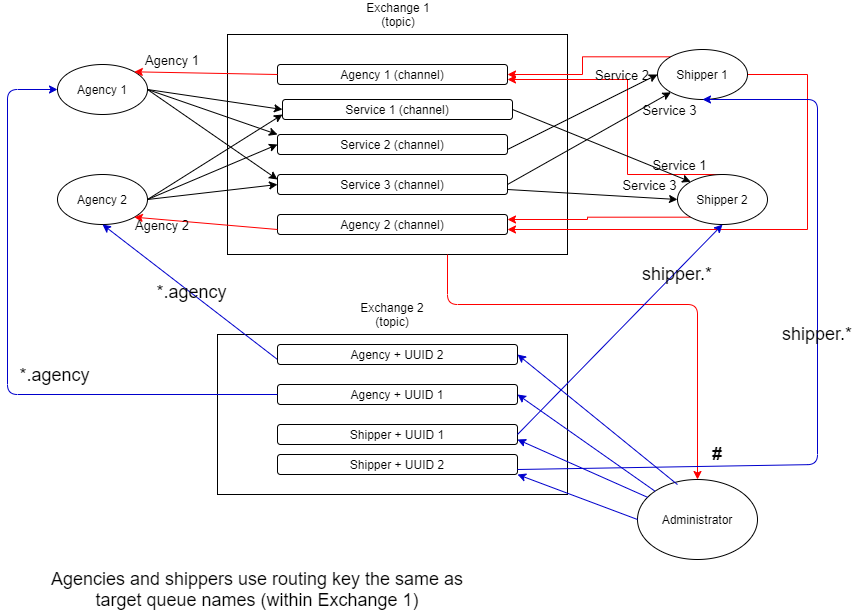 Exchange 1
(topic)
Agency 1
Agency 1
Agency 1 (channel)
Service 2
Shipper 1
Service 1 (channel)
Service 3
Service 2 (channel)
Service 1
Service 3 (channel)
Service 3
Agency 2
Shipper 2
Agency 2
Agency 2 (channel)
shipper.*
*.agency
Exchange 2
(topic)
shipper.*
Agency + UUID 2
*.agency
Agency + UUID 1
Shipper + UUID 1
#
Shipper + UUID 2
Administrator
Agencies and shippers use routing key the same as
target queue names (within Exchange 1)